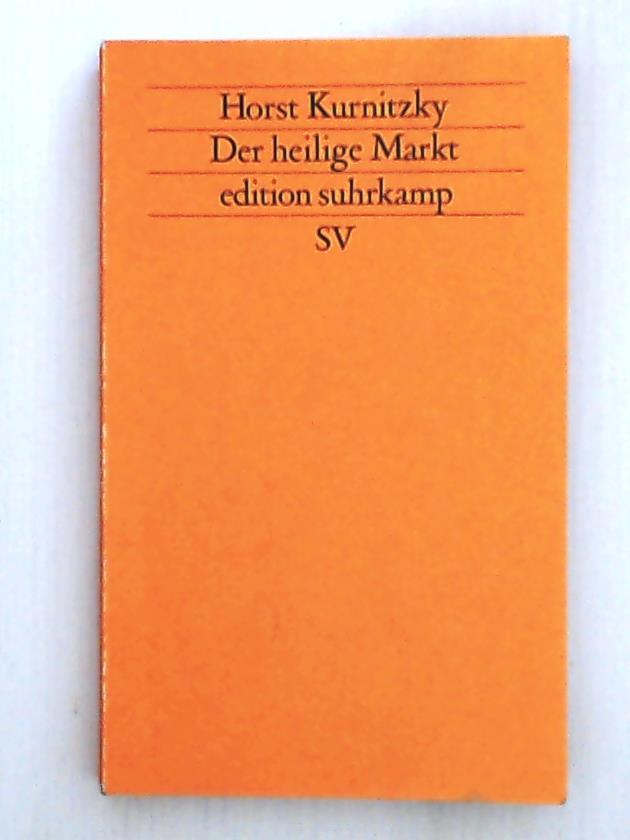 Horst Kurnitzky
Der heilige Markt
edition suhrkamp
SV